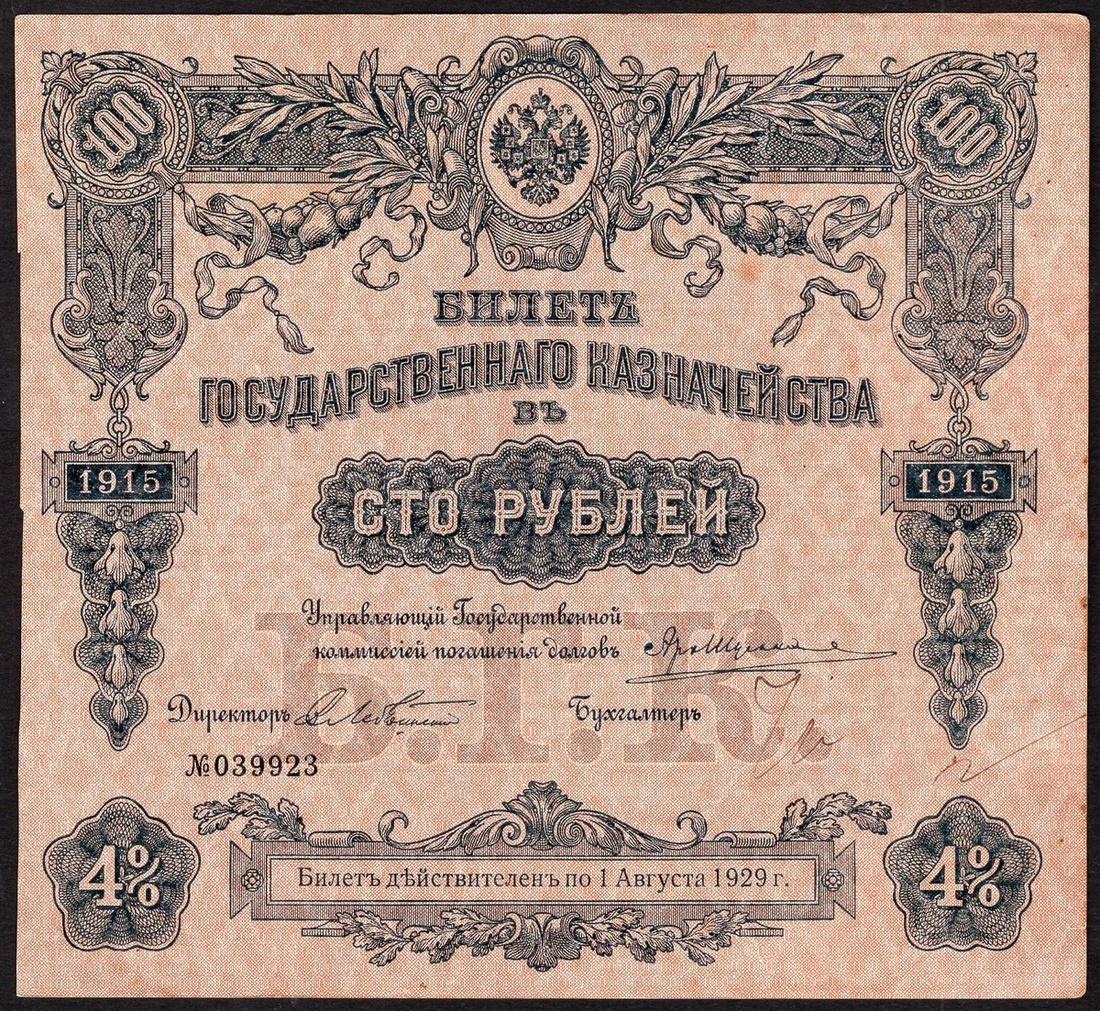 100 100
БИЛЕТЪ
ГОСУДАРСТВЕННАГО КАЗНАЧЕЙСТВА
ВЪ
1915 1915
СТО РУБЛЕЙ
Управляющій Государственной
коммиссіей погашенія долговъ
Директоръ Бухгалтеръ
Б.Г.К.
№039923
4% 4%
Билетъ дѣйствителенъ по 1 Августа 1929 г.